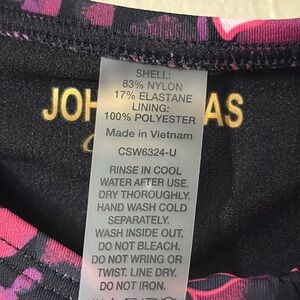 SHELL:
83% NYLON
17% ELASTANE
LINING:
100% POLYESTER
Made in Vietnam
CSW6324-U
RINSE IN COOL
WATER AFTER USE.
DRY THOROUGHLY.
HAND WASH COLD
SEPARATELY.
WASH INSIDE OUT.
DO NOT BLEACH.
DO NOT WRING OR
TWIST. LINE DRY.
DO NOT IRON.